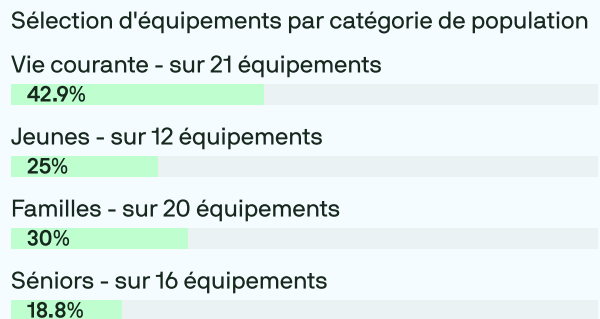 Sélection d'équipements par catégorie de population
Vie courante - sur 21 équipements
42.9%
Jeunes - sur 12 équipements
25%
Familles - sur 20 équipements
30%
Séniors - sur 16 équipements
18.8%